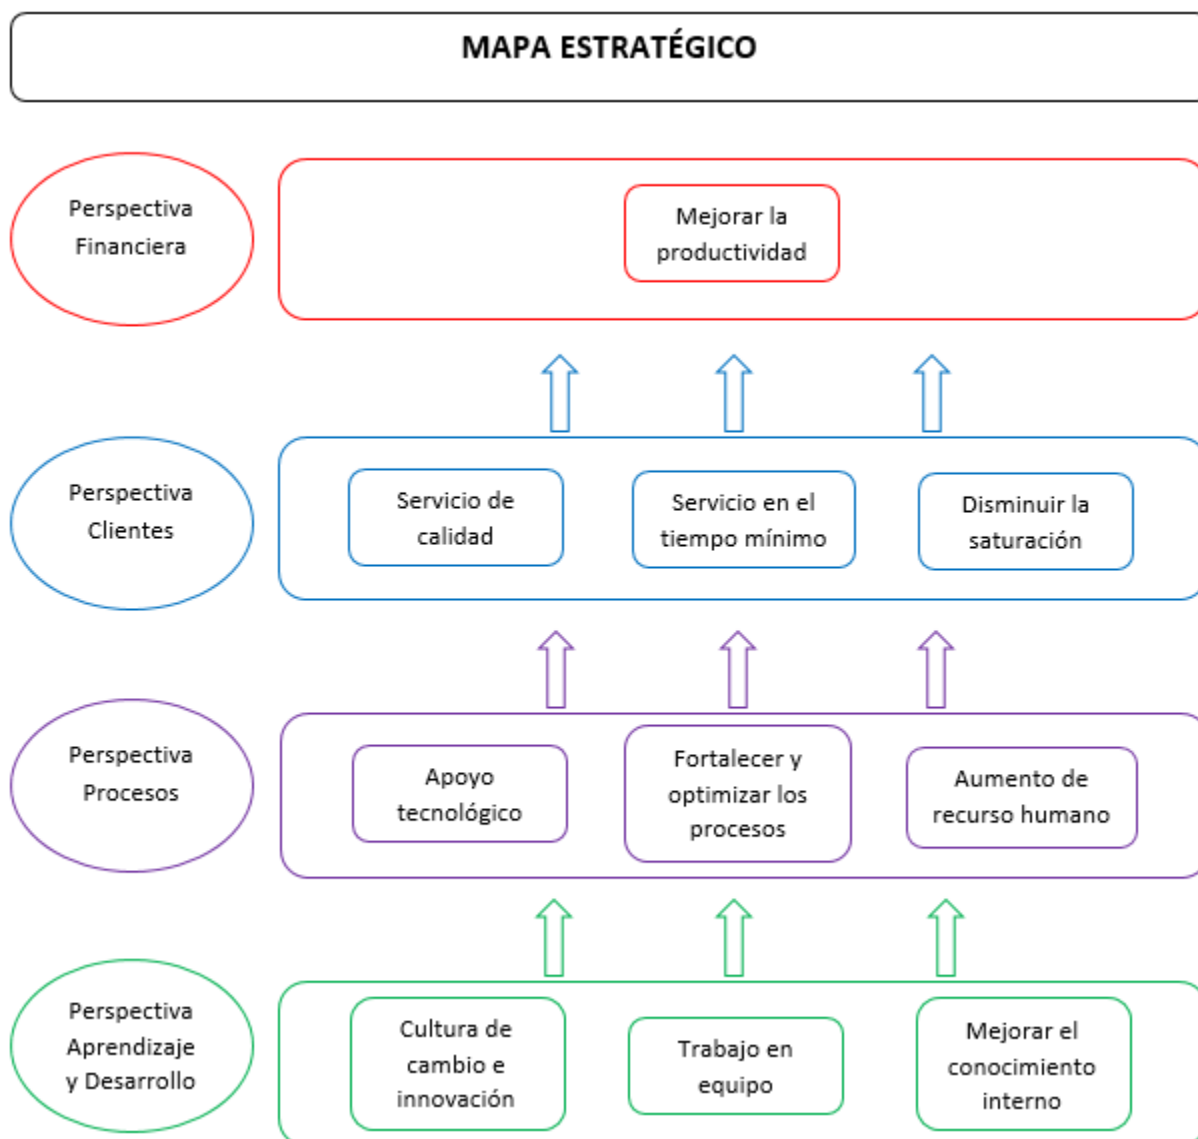 MAPA ESTRATÉGICO
Perspectiva
Financiera
Mejorar la
productividad
Perspectiva
Clientes
Servicio de
calidad
Servicio en el
tiempo mínimo
Disminuir la
saturación
Perspectiva
Procesos
Apoyo
tecnológico
Fortalecer y
optimizar los
procesos
Aumento de
recurso humano
Perspectiva
Aprendizaje
y Desarrollo
Cultura de
cambio e
innovación
Trabajo en
equipo
Mejorar el
conocimiento
interno